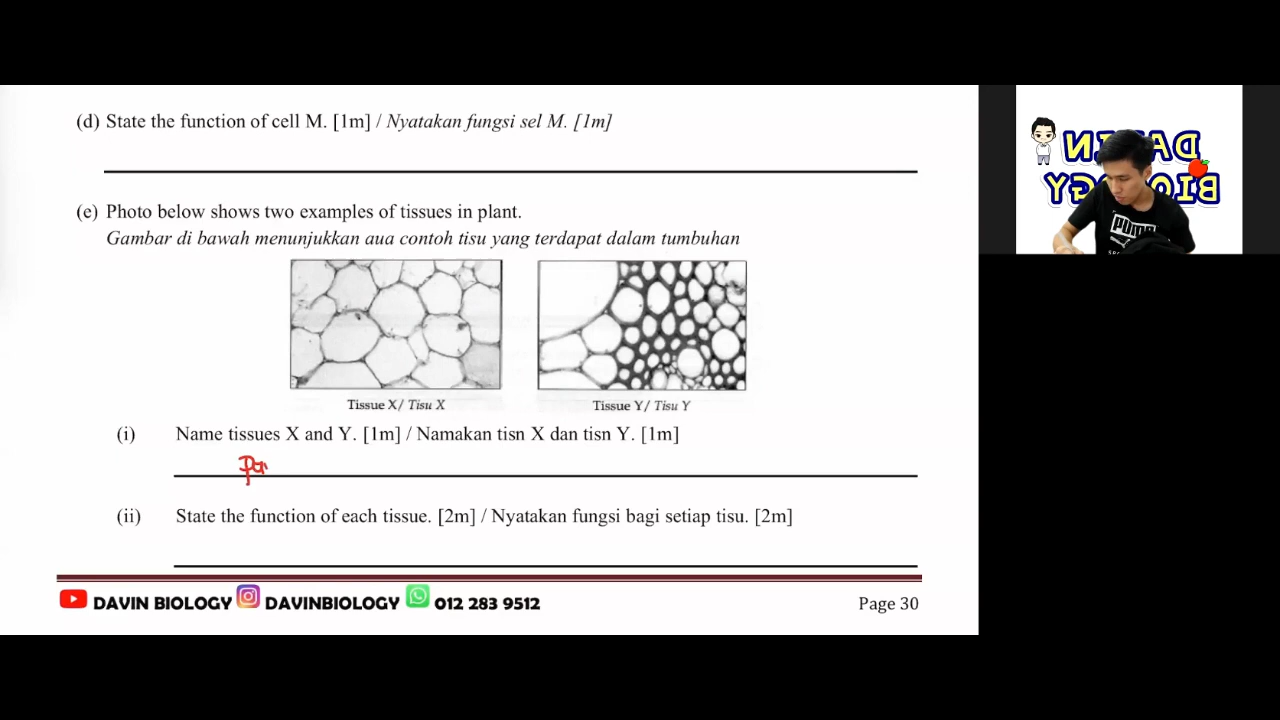 (d) State the function of cell M. [1m] / Nyatakan fungsi sel M. [1m]
(e) Photo below shows two examples of tissues in plant.
Gambar di bawah menunjukkan aua contoh tisu yang terdapat dalam tumbuhan
Tissue X/ Tisu X
Tissue Y/ Tisu Y
(i) Name tissues X and Y. [1m] / Namakan tisn X dan tisn Y. [1m]
Par
(ii) State the function of each tissue. [2m] / Nyatakan fungsi bagi setiap tisu. [2m]
DAVIN BIOLOGY DAVINBIOLOGY 012 283 9512
Page 30
PUMA